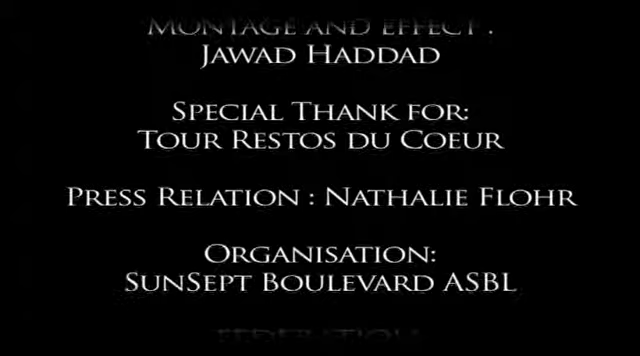 Montage and effect :
Jawad Haddad
Special Thank for:
Tour Restos du Coeur
Press Relation : Nathalie Flohr
Organisation:
SunSept Boulevard ASBL